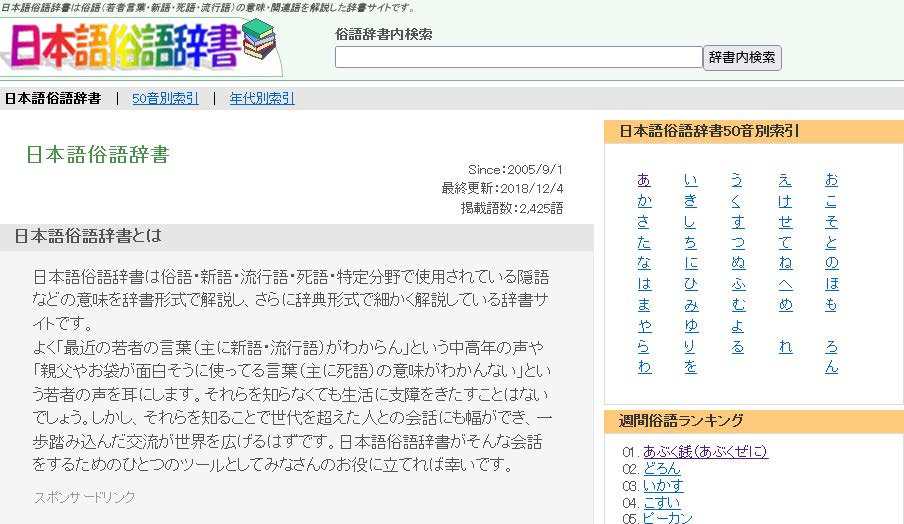 日本語俗語辞書は俗語(若者言葉・新語・死語・流行語)の意味・関連語を解説した辞書サイトです。
日本語俗語辞書
俗語辞書内検索
辞書内検索
日本語俗語辞書 | 50音別索引 | 年代別索引
日本語俗語辞書
Since:2005/9/1
最終更新:2018/12/4
掲載語数:2,425語
日本語俗語辞書とは
日本語俗語辞書は俗語・新語・流行語・死語・特定分野で使用されている隠語
などの意味を辞書形式で解説し、さらに辞典形式で細かく解説している辞書サ
イトです。
よく「最近の若者の言葉(主に新語・流行語)がわからん」という中高年の声や
「親父やお袋が面白そうに使ってる言葉(主に死語)の意味がわかんない」とい
う若者の声を耳にします。それらを知らなくても生活に支障をきたすことはない
でしょう。しかし、それらを知ることで世代を超えた人との会話にも幅ができ、一
歩踏み込んだ交流が世界を広げるはずです。日本語俗語辞書がそんな会話
をするためのひとつのツールとしてみなさんのお役に立てれば幸いです。
スポンサードリンク
日本語俗語辞書50音別索引
あ い う え お
か き く け こ
さ し す せ そ
た ち つ て と
な に ぬ ね の
は ひ ふ へ ほ
ま み む め も
や ゆ よ
ら り る れ ろ
わ を ん
週間俗語ランキング
01. あぶく銭(あぶくぜに)
02. どろん
03. いかす
04. こすい
05. ピーカン